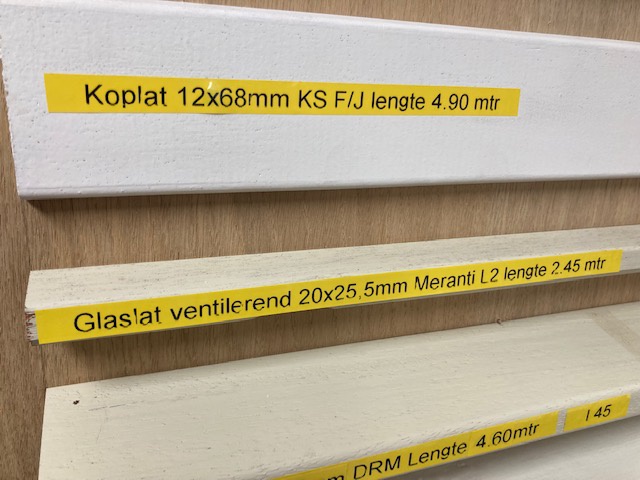 Koplat 12x68mm KS F/J lengte 4.90 mtr
Glaslat ventilerend 20x25,5mm Meranti L2 lengte 2.45 mtr
DRM Lengte 4.60mtr
I 45